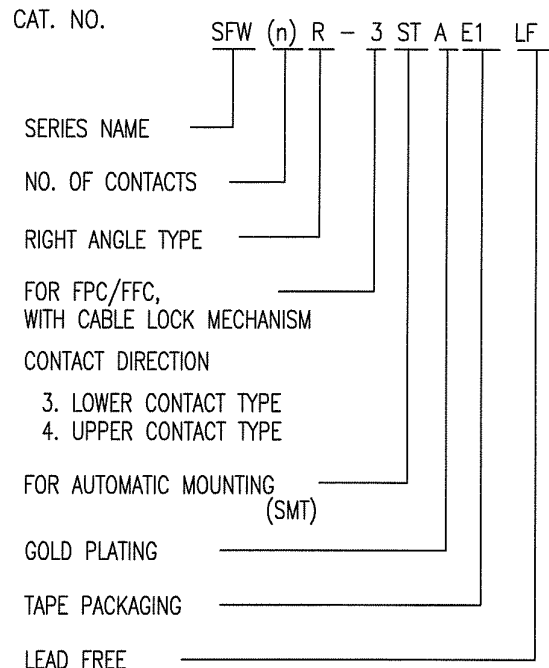 CAT. NO.
SFW (n) R - 3 ST A E1 LF
SERIES NAME
NO. OF CONTACTS
RIGHT ANGLE TYPE
FOR FPC/FFC,
WITH CABLE LOCK MECHANISM
CONTACT DIRECTION
3. LOWER CONTACT TYPE
4. UPPER CONTACT TYPE
FOR AUTOMATIC MOUNTING
(SMT)
GOLD PLATING
TAPE PACKAGING
LEAD FREE